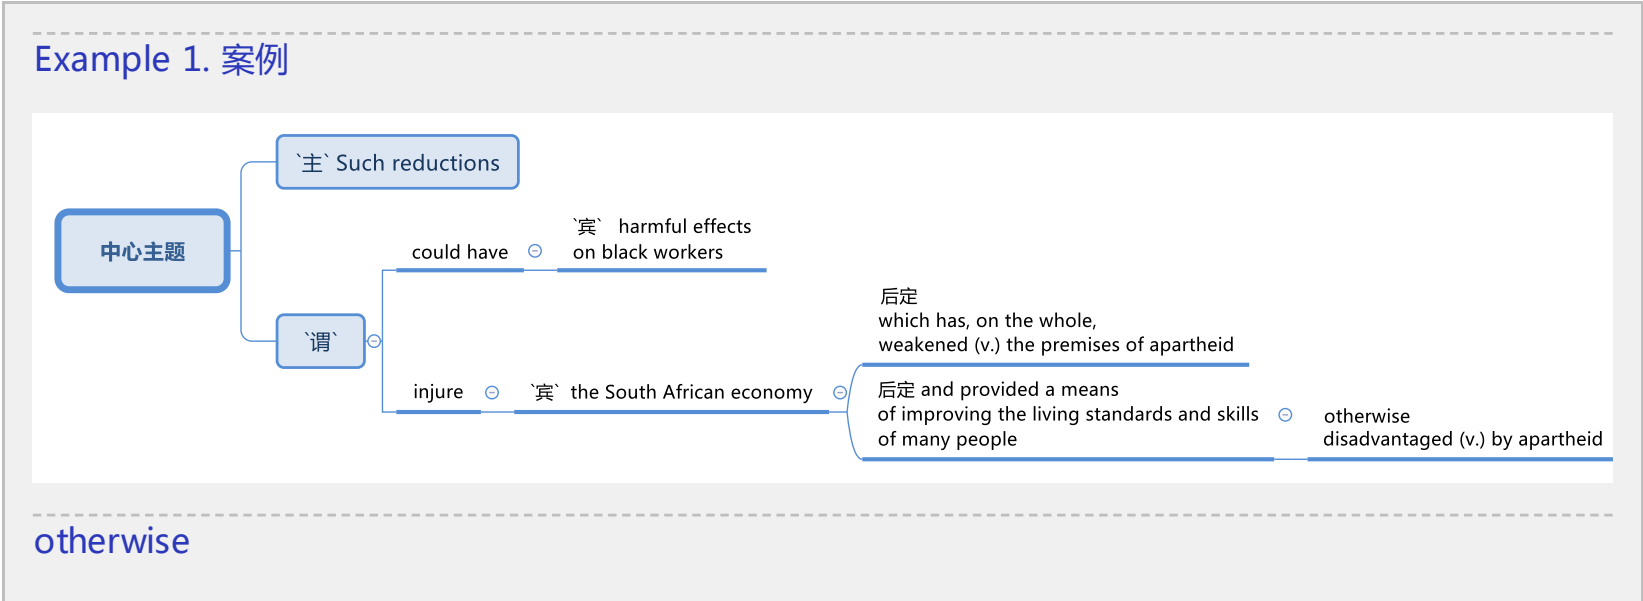 Example 1. 案例
`主` Such reductions
中心主题
`宾` harmful effects
on black workers
could have
`谓`
后定
which has, on the whole,
weakened (v.) the premises of apartheid
injure
`宾` the South African economy
后定 and provided a means
of improving the living standards and skills
of many people
otherwise
disadvantaged (v.) by apartheid
otherwise